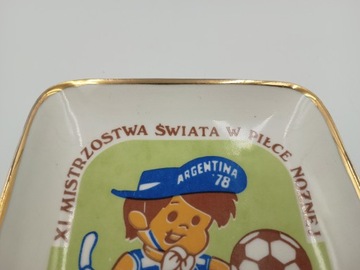 XI MISTRZOSTWA ŚWIATA W PIŁCE NOŻNEJ
ARGENTINA
'78